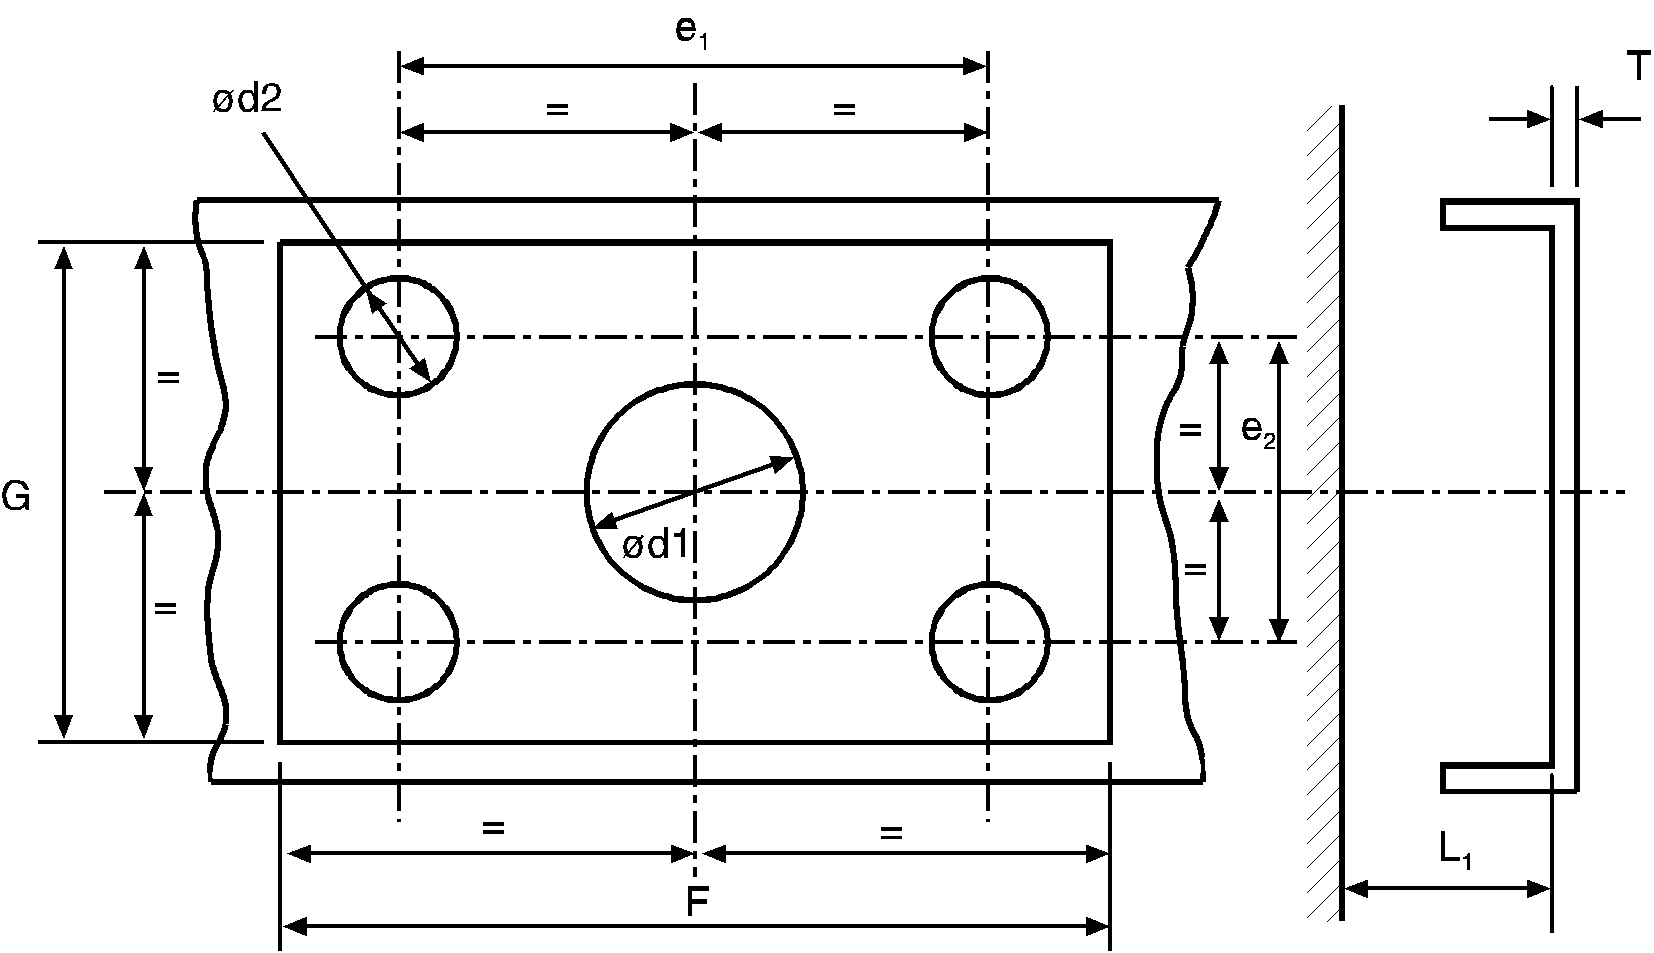 e₁
T
ød2
=
=
=
=
e₂
G
ød1
=
=
=
=
L₁
F